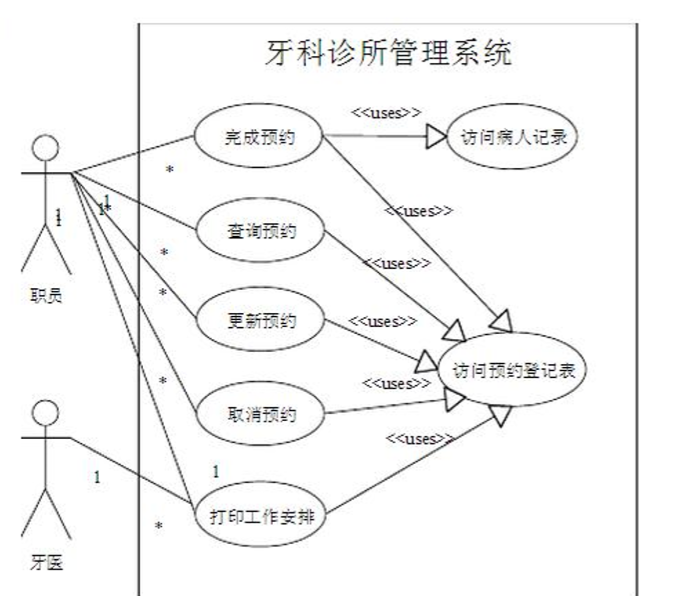 牙科诊所管理系统
<<uses>>
完成预约
访问病人记录
*
<<uses>>
1
1*
1
1
查询预约
*
<<uses>>
职员
*
更新预约
<<uses>>
访问预约登记表
*
<<uses>>
取消预约
<<uses>>
1
1
打印工作安排
*
牙医